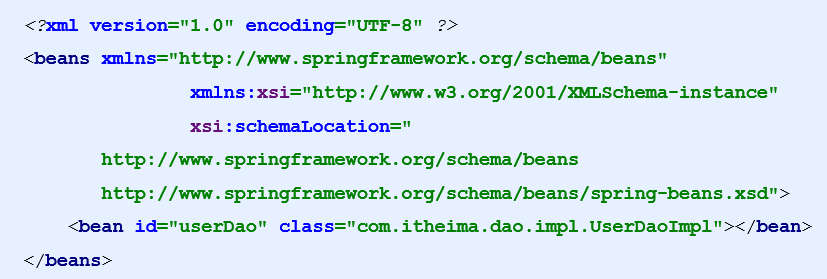 <?xml version="1.0" encoding="UTF-8" ?>
<beans xmlns="http://www.springframework.org/schema/beans"
xmlns:xsi="http://www.w3.org/2001/XMLSchema-instance"
xsi:schemaLocation="
http://www.springframework.org/schema/beans
http://www.springframework.org/schema/beans/spring-beans.xsd">
<bean id="userDao" class="com.itheima.dao.impl.UserDaoImpl"></bean>
</beans>